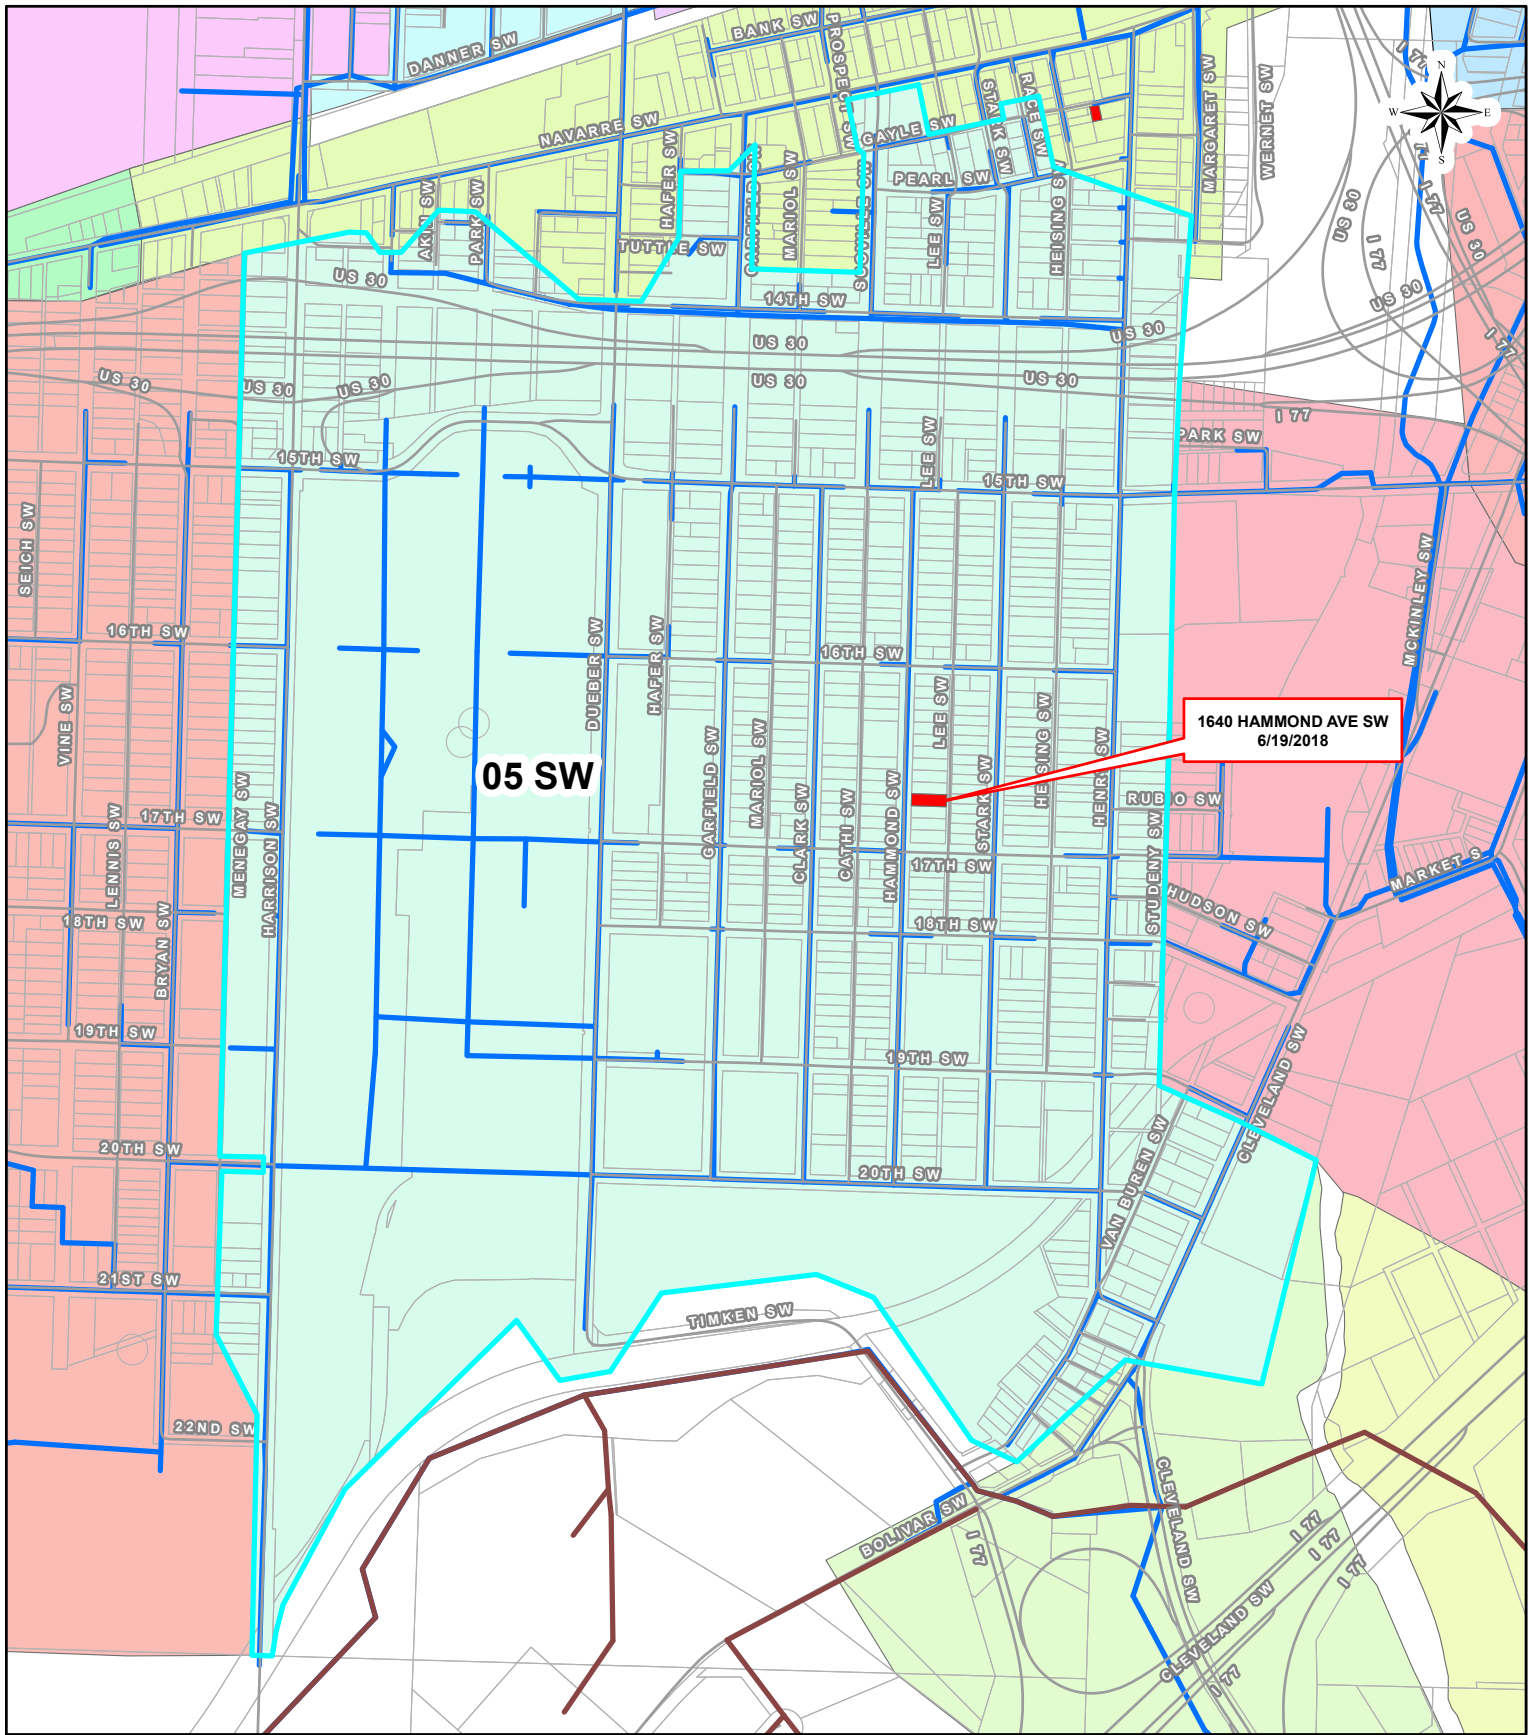 BANK SW
PROSPECT SW
DANNER SW
I 77
N
W
E
S
MARGARET SW
WERNET SW
STARK SW
RACE SW
NAVARRE SW
GAYLE SW
HAFER SW
MARIOL SW
STARK SW
PEARL SW
I 77
US 30
US 30
AKIN SW
PARK SW
TUTTLE SW
LEE SW
HEISING SW
I 77
US 30
14TH SW
US 30
US 30
US 30
I 77
US 30
US 30
US 30
US 30
US 30
I 77
PARK SW
15TH SW
LEE SW
15TH SW
SEICH SW
MCKINLEY SW
16TH SW
DUEBER SW
HAFER SW
16TH SW
VINE SW
LEE SW
HEISING SW
1640 HAMMOND AVE SW
6/19/2018
GARFIELD SW
MARIOL SW
HENRY SW
05 SW
STARK SW
RUBIO SW
MENEGAY SW
HARRISON SW
17TH SW
LENNIS SW
CLARK SW
CATHI SW
HAMMOND SW
17TH SW
STUDENY SW
MARKET S
HUDSON SW
18TH SW
BRYAN SW
18TH SW
19TH SW
19TH SW
CLEVELAND SW
20TH SW
20TH SW
VAN BUREN SW
21ST SW
TIMKEN SW
22ND SW
BOLIVAR SW
I 77
CLEVELAND SW
I 77
I 77
I 77
CLEVELAND SW
I 77